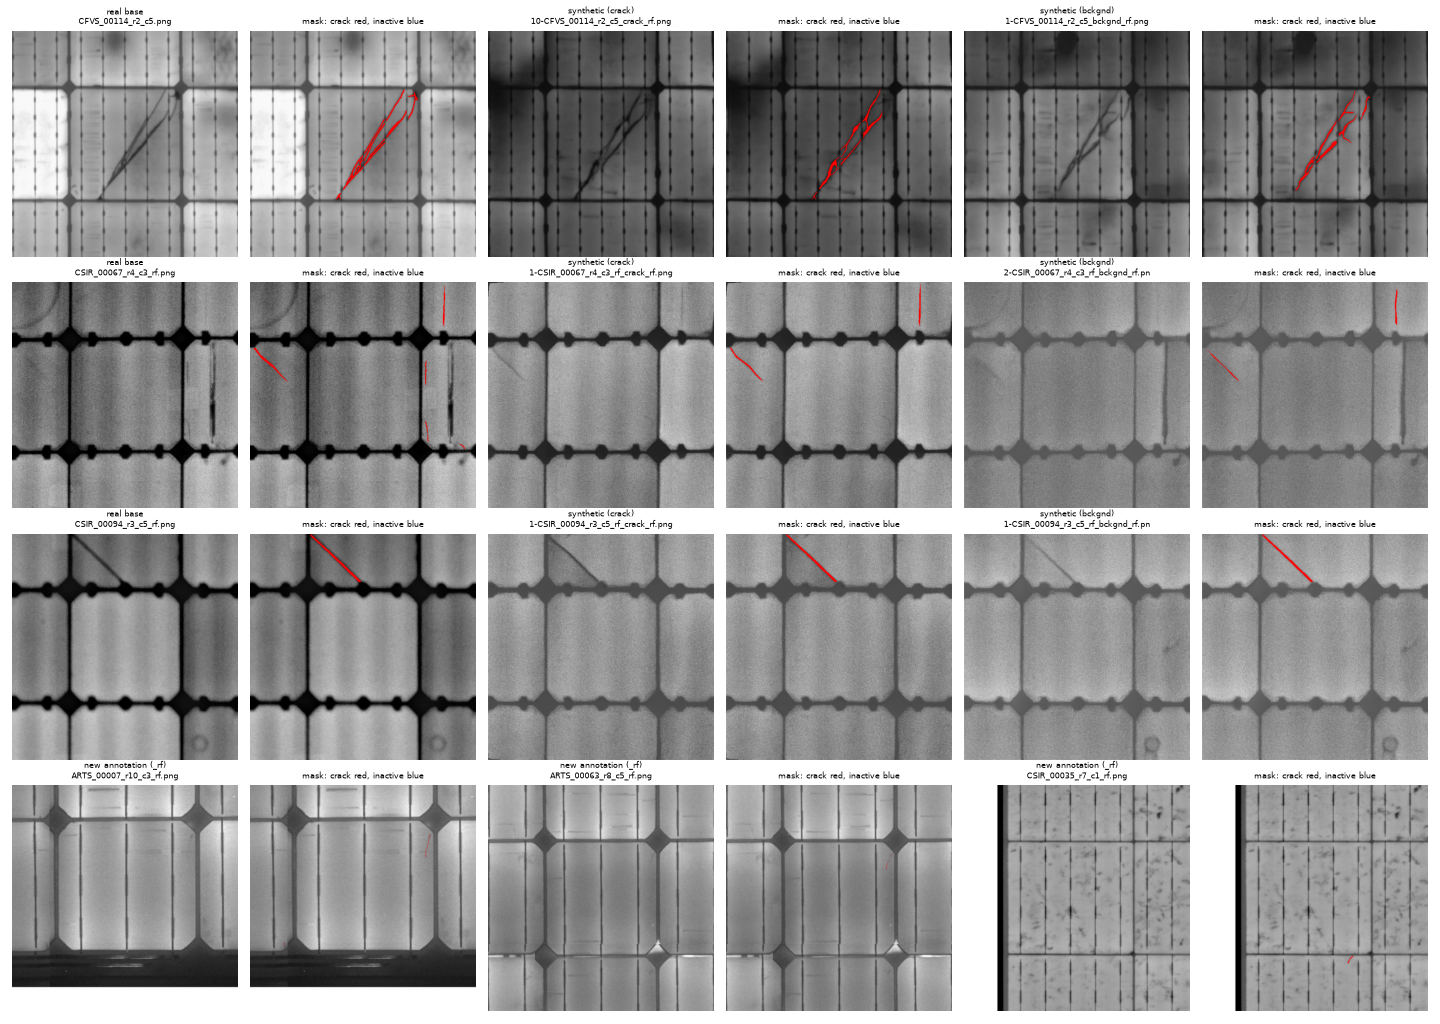 real base
CFVS_00114_r2_c5.png
mask: crack red, inactive blue
synthetic (crack)
10-CFVS_00114_r2_c5_crack_rf.png
mask: crack red, inactive blue
synthetic (bckgnd)
1-CFVS_00114_r2_c5_bckgnd_rf.png
mask: crack red, inactive blue
real base
CSIR_00067_r4_c3_rf.png
mask: crack red, inactive blue
synthetic (crack)
1-CSIR_00067_r4_c3_rf_crack_rf.png
mask: crack red, inactive blue
synthetic (bckgnd)
2-CSIR_00067_r4_c3_rf_bckgnd_rf.pn
mask: crack red, inactive blue
real base
CSIR_00094_r3_c5_rf.png
mask: crack red, inactive blue
synthetic (crack)
1-CSIR_00094_r3_c5_rf_crack_rf.png
mask: crack red, inactive blue
synthetic (bckgnd)
1-CSIR_00094_r3_c5_rf_bckgnd_rf.pn
mask: crack red, inactive blue
new annotation (_rf)
ARTS_00007_r10_c3_rf.png
mask: crack red, inactive blue
new annotation (_rf)
ARTS_00063_r8_c5_rf.png
mask: crack red, inactive blue
new annotation (_rf)
CSIR_00035_r7_c1_rf.png
mask: crack red, inactive blue